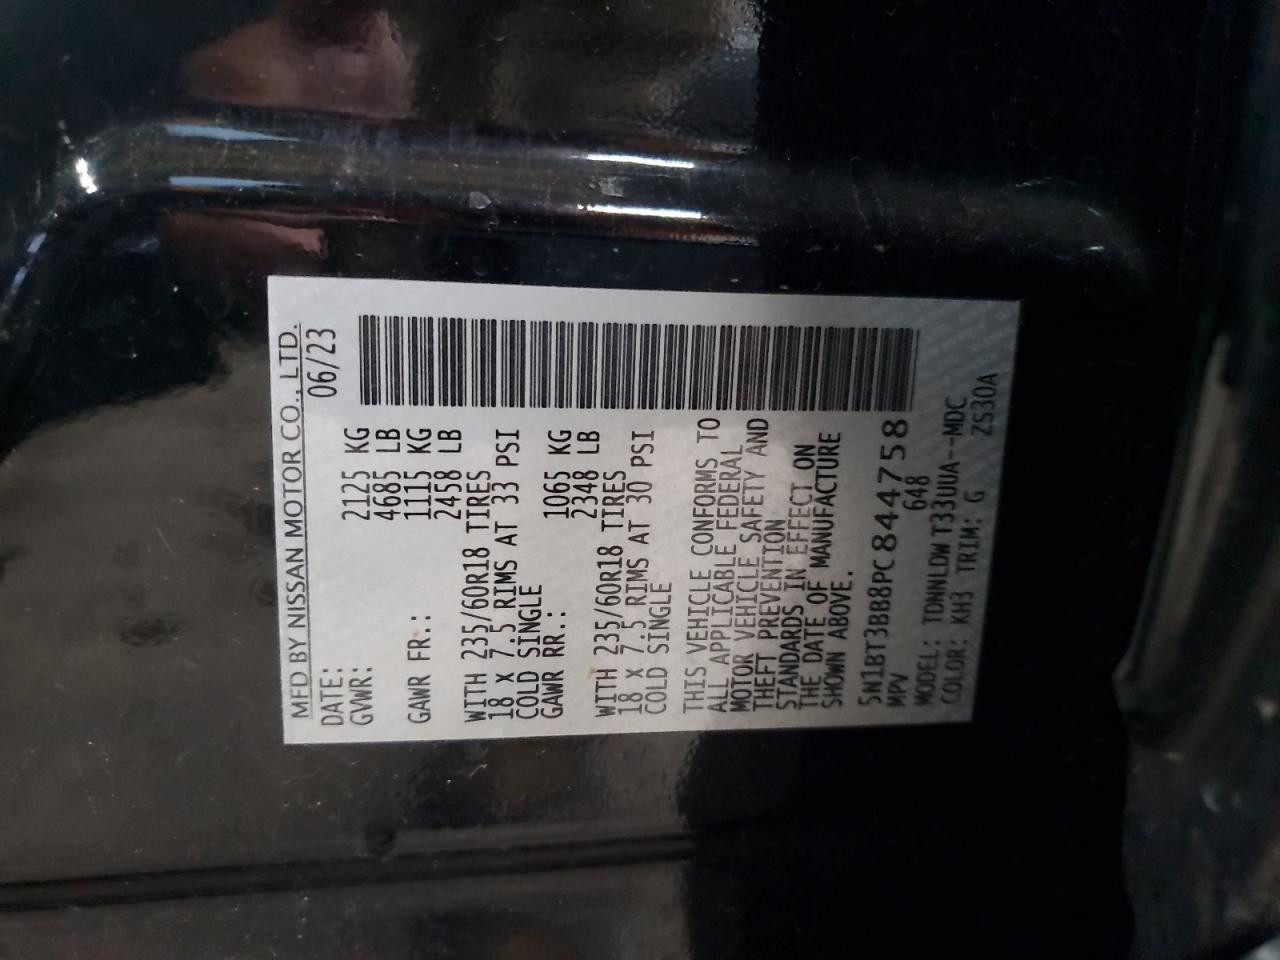 MFD BY NISSAN MOTOR CO., LTD.
DATE: 06/23
GVWR: 2125 KG
4685 LB
GAWR FR.: 1115 KG
2458 LB
WITH 235/60R18 TIRES
18 X 7.5 RIMS AT 33 PSI
COLD SINGLE
GAWR RR.: 1065 KG
2348 LB
WITH 235/60R18 TIRES
18 X 7.5 RIMS AT 30 PSI
COLD SINGLE
THIS VEHICLE CONFORMS TO
ALL APPLICABLE FEDERAL
MOTOR VEHICLE SAFETY AND
THEFT PREVENTION
STANDARDS IN EFFECT ON
THE DATE OF MANUFACTURE
SHOWN ABOVE.
5N1BT3BB8PC844758
MPV 648
MODEL: TDNNLDWT33UUA--MDC
COLOR: KH3 TRIM: G ZS30A